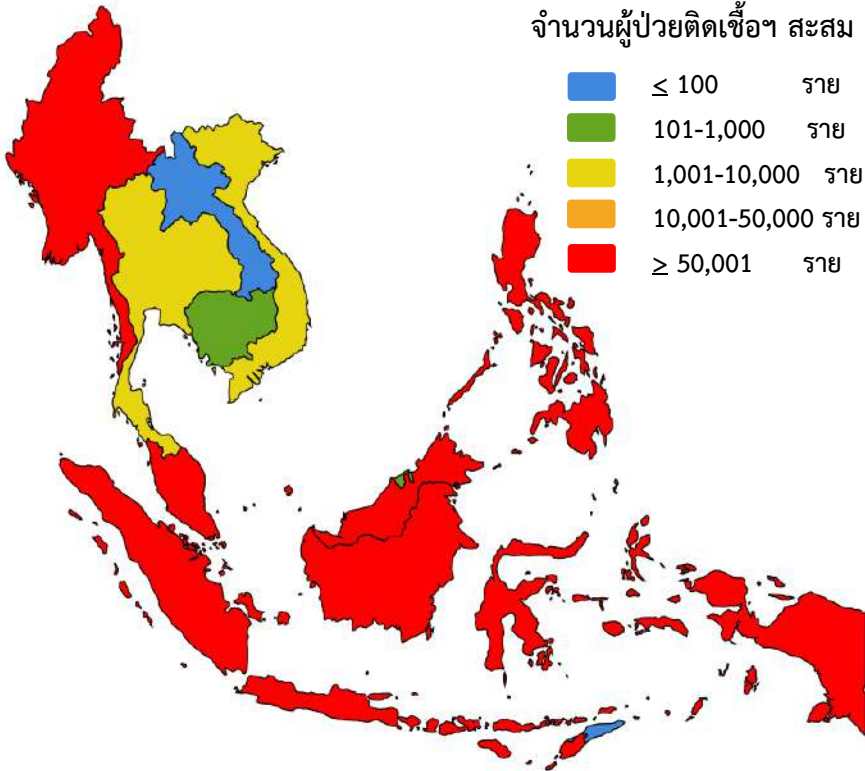 จำนวนผู้ป่วยติดเชื้อฯ สะสม
≤ 100 ราย
101-1,000 ราย
1,001-10,000 ราย
10,001-50,000 ราย
≥ 50,001 ราย